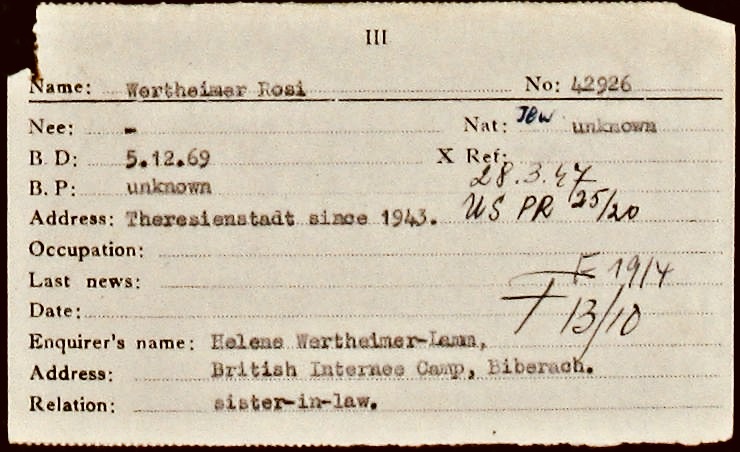 III
Name: Wertheimer Rosi No: 42926
Nee: - Nat: Jew unknown
B. D: 5.12.69 X Ref:
28.3.47
B. P: unknown
US PR 25/20
Address: Theresienstadt since 1943.
Occupation:
Last news: F 19/4
Date: † 13/10
Enquirer's name: Helene Wertheimer-Lamm,
Address: British Internee Camp, Biberach.
Relation: sister-in-law.